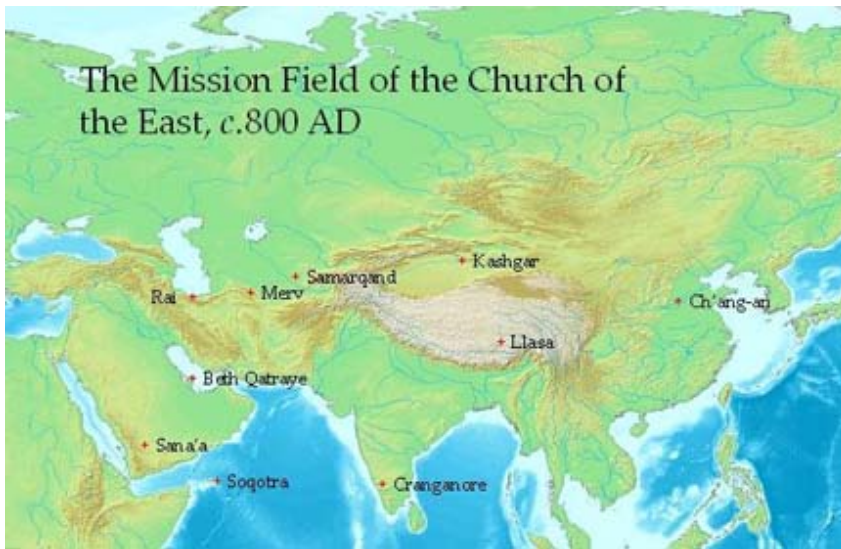 The Mission Field of the Church of
the East, c.800 AD
Kashgar
Samarqand
Rai
Merv
Ch'ang-an
Llasa
Beth Qatraye
Sana'a
Soqotra
Cranganore